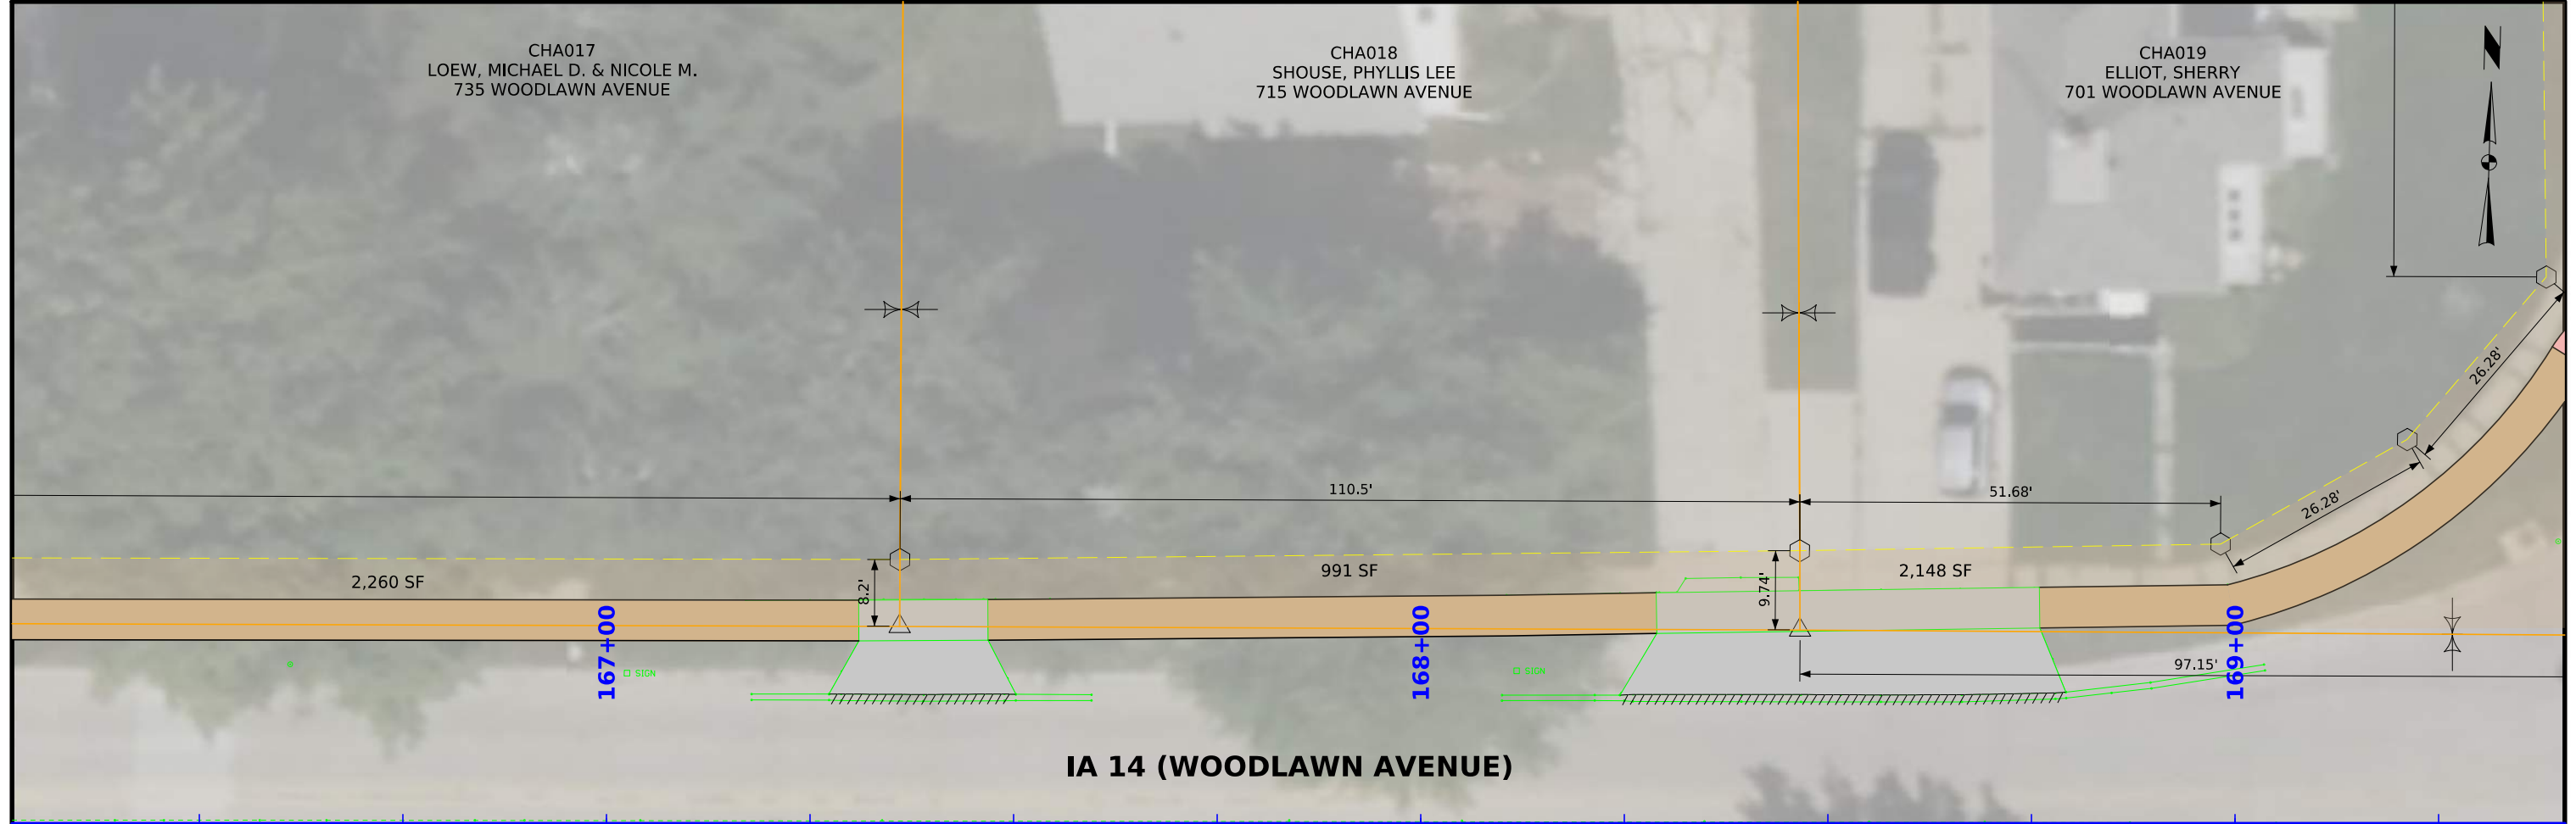 CHA017
LOEW, MICHAEL D. & NICOLE M.
735 WOODLAWN AVENUE
CHA018
SHOUSE, PHYLLIS LEE
715 WOODLAWN AVENUE
CHA019
ELLIOT, SHERRY
701 WOODLAWN AVENUE
N
26.28'
110.5'
51.68'
26.28'
2,260 SF
8.2'
991 SF
9.74'
2,148 SF
167+00
SIGN
168+00
SIGN
97.15'
169+00
IA 14 (WOODLAWN AVENUE)